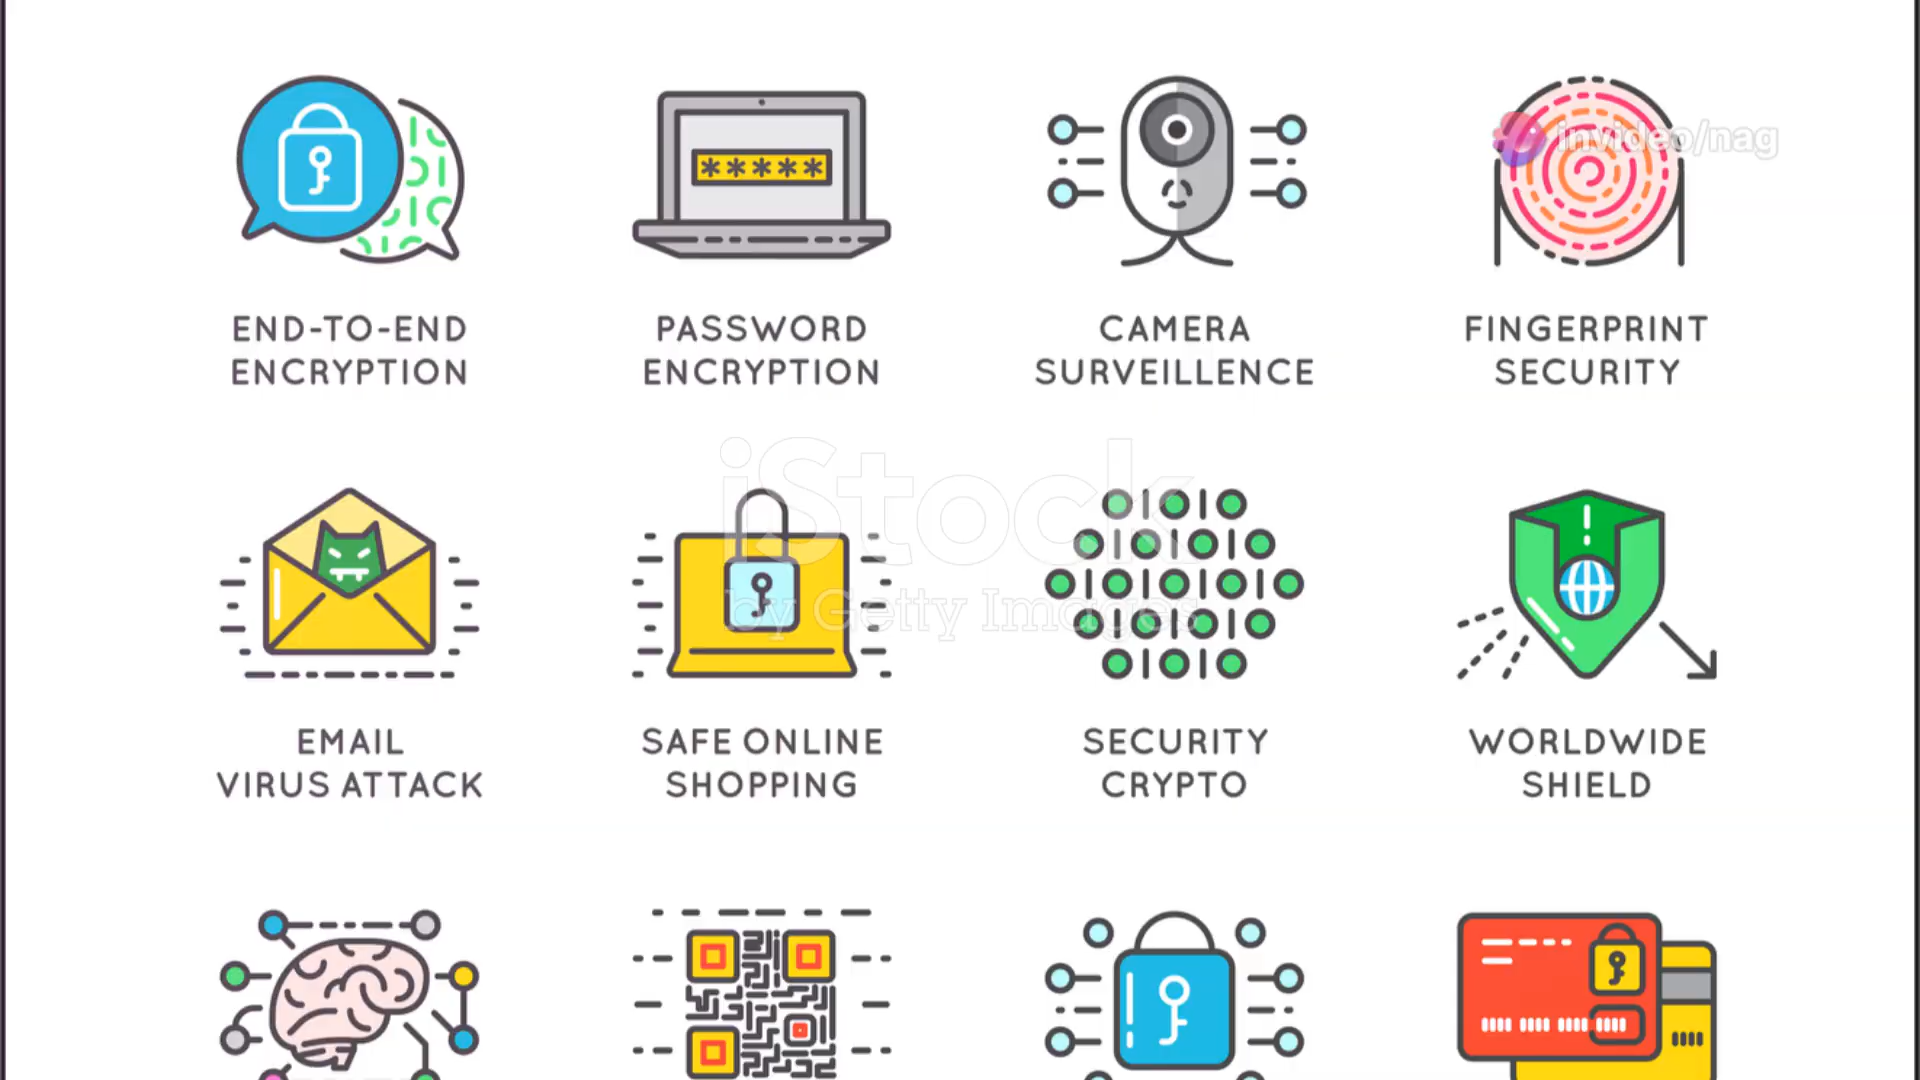 invideo/nag
END-TO-END
ENCRYPTION
PASSWORD
ENCRYPTION
CAMERA
SURVEILLENCE
FINGERPRINT
SECURITY
iStock
by Getty Images
EMAIL
VIRUS ATTACK
SAFE ONLINE
SHOPPING
SECURITY
CRYPTO
WORLDWIDE
SHIELD